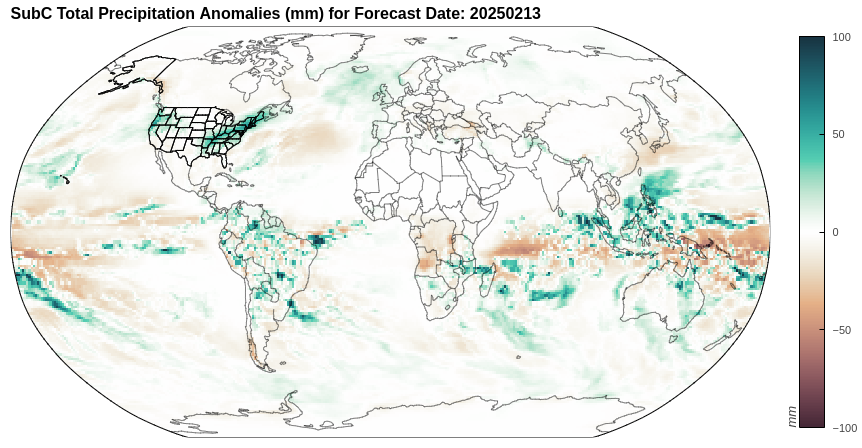 SubC Total Precipitation Anomalies (mm) for Forecast Date: 20250213
100
50
0
−50
−100
mm